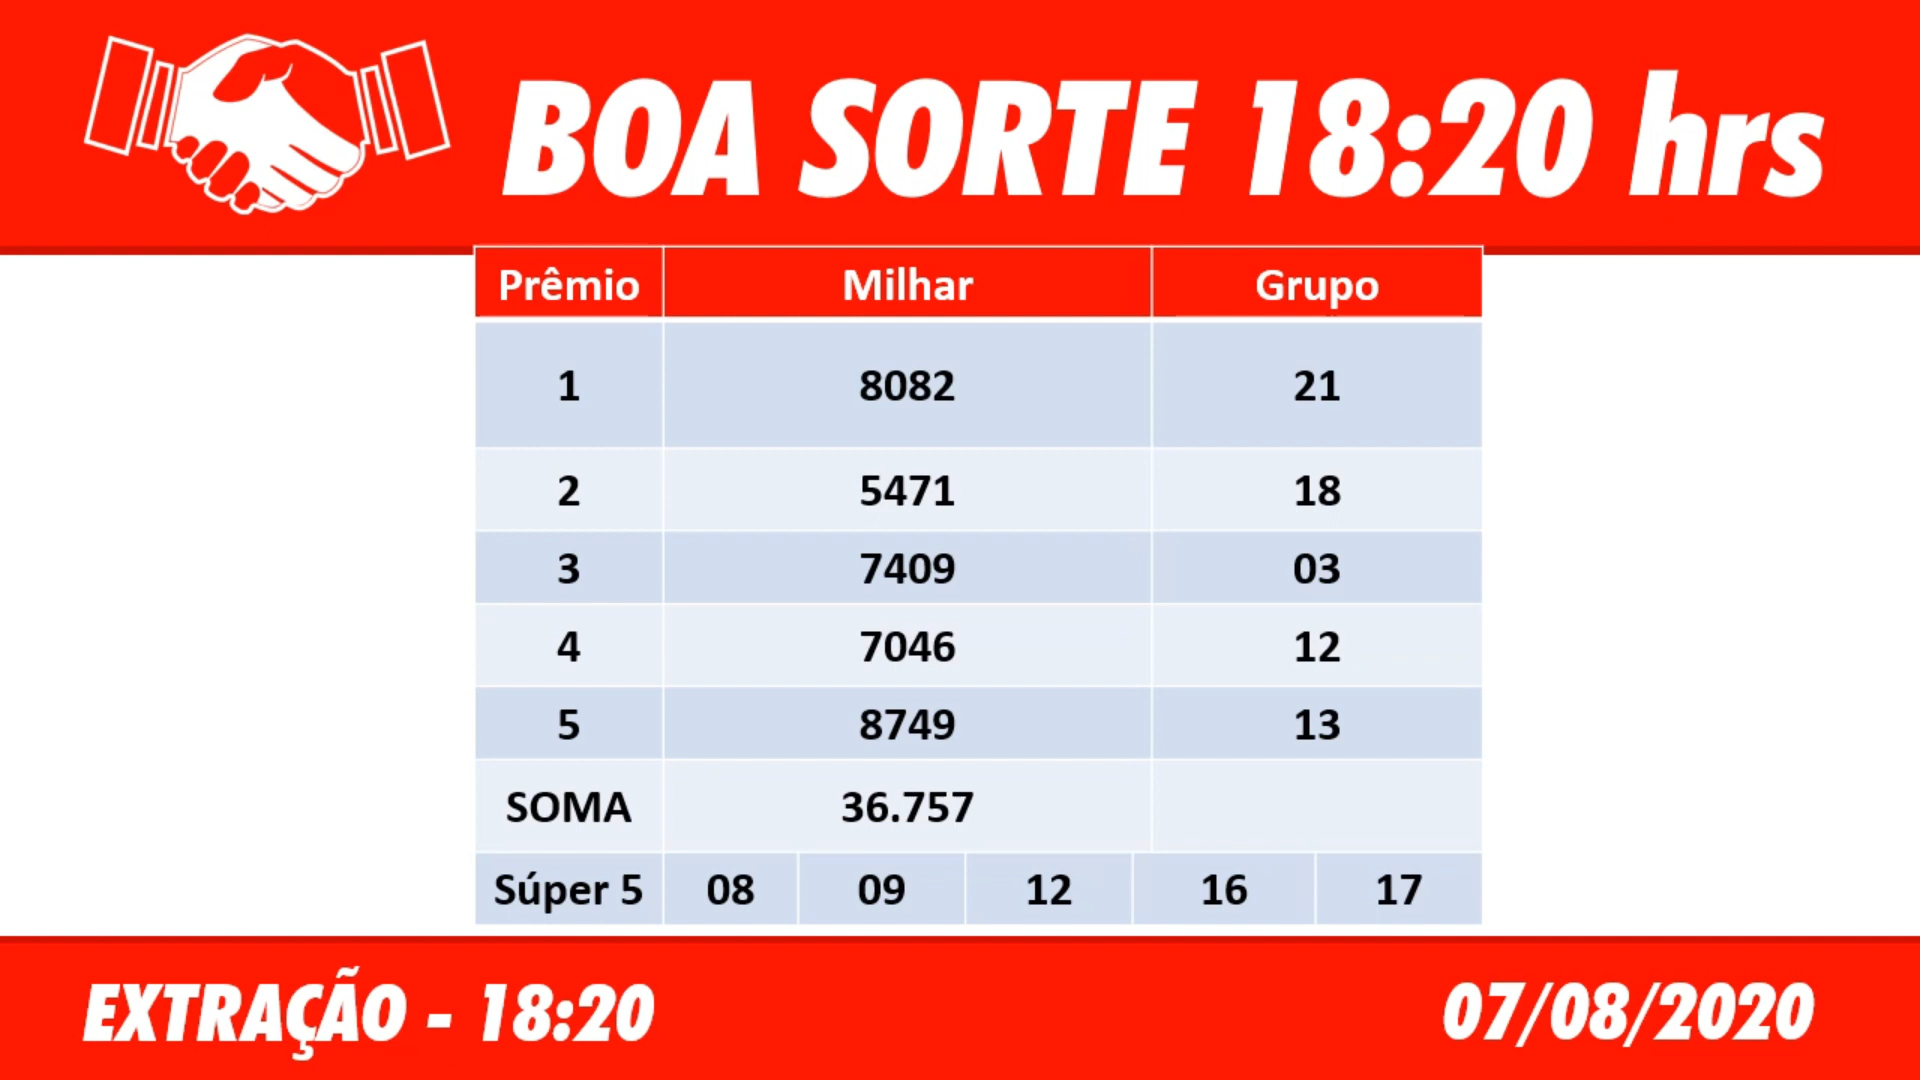 BOA SORTE 18:20 hrs
Prêmio Milhar Grupo
1 8082 21
2 5471 18
3 7409 03
4 7046 12
5 8749 13
SOMA 36.757
Súper 5 08 09 12 16 17
EXTRAÇÃO - 18:20 07/08/2020